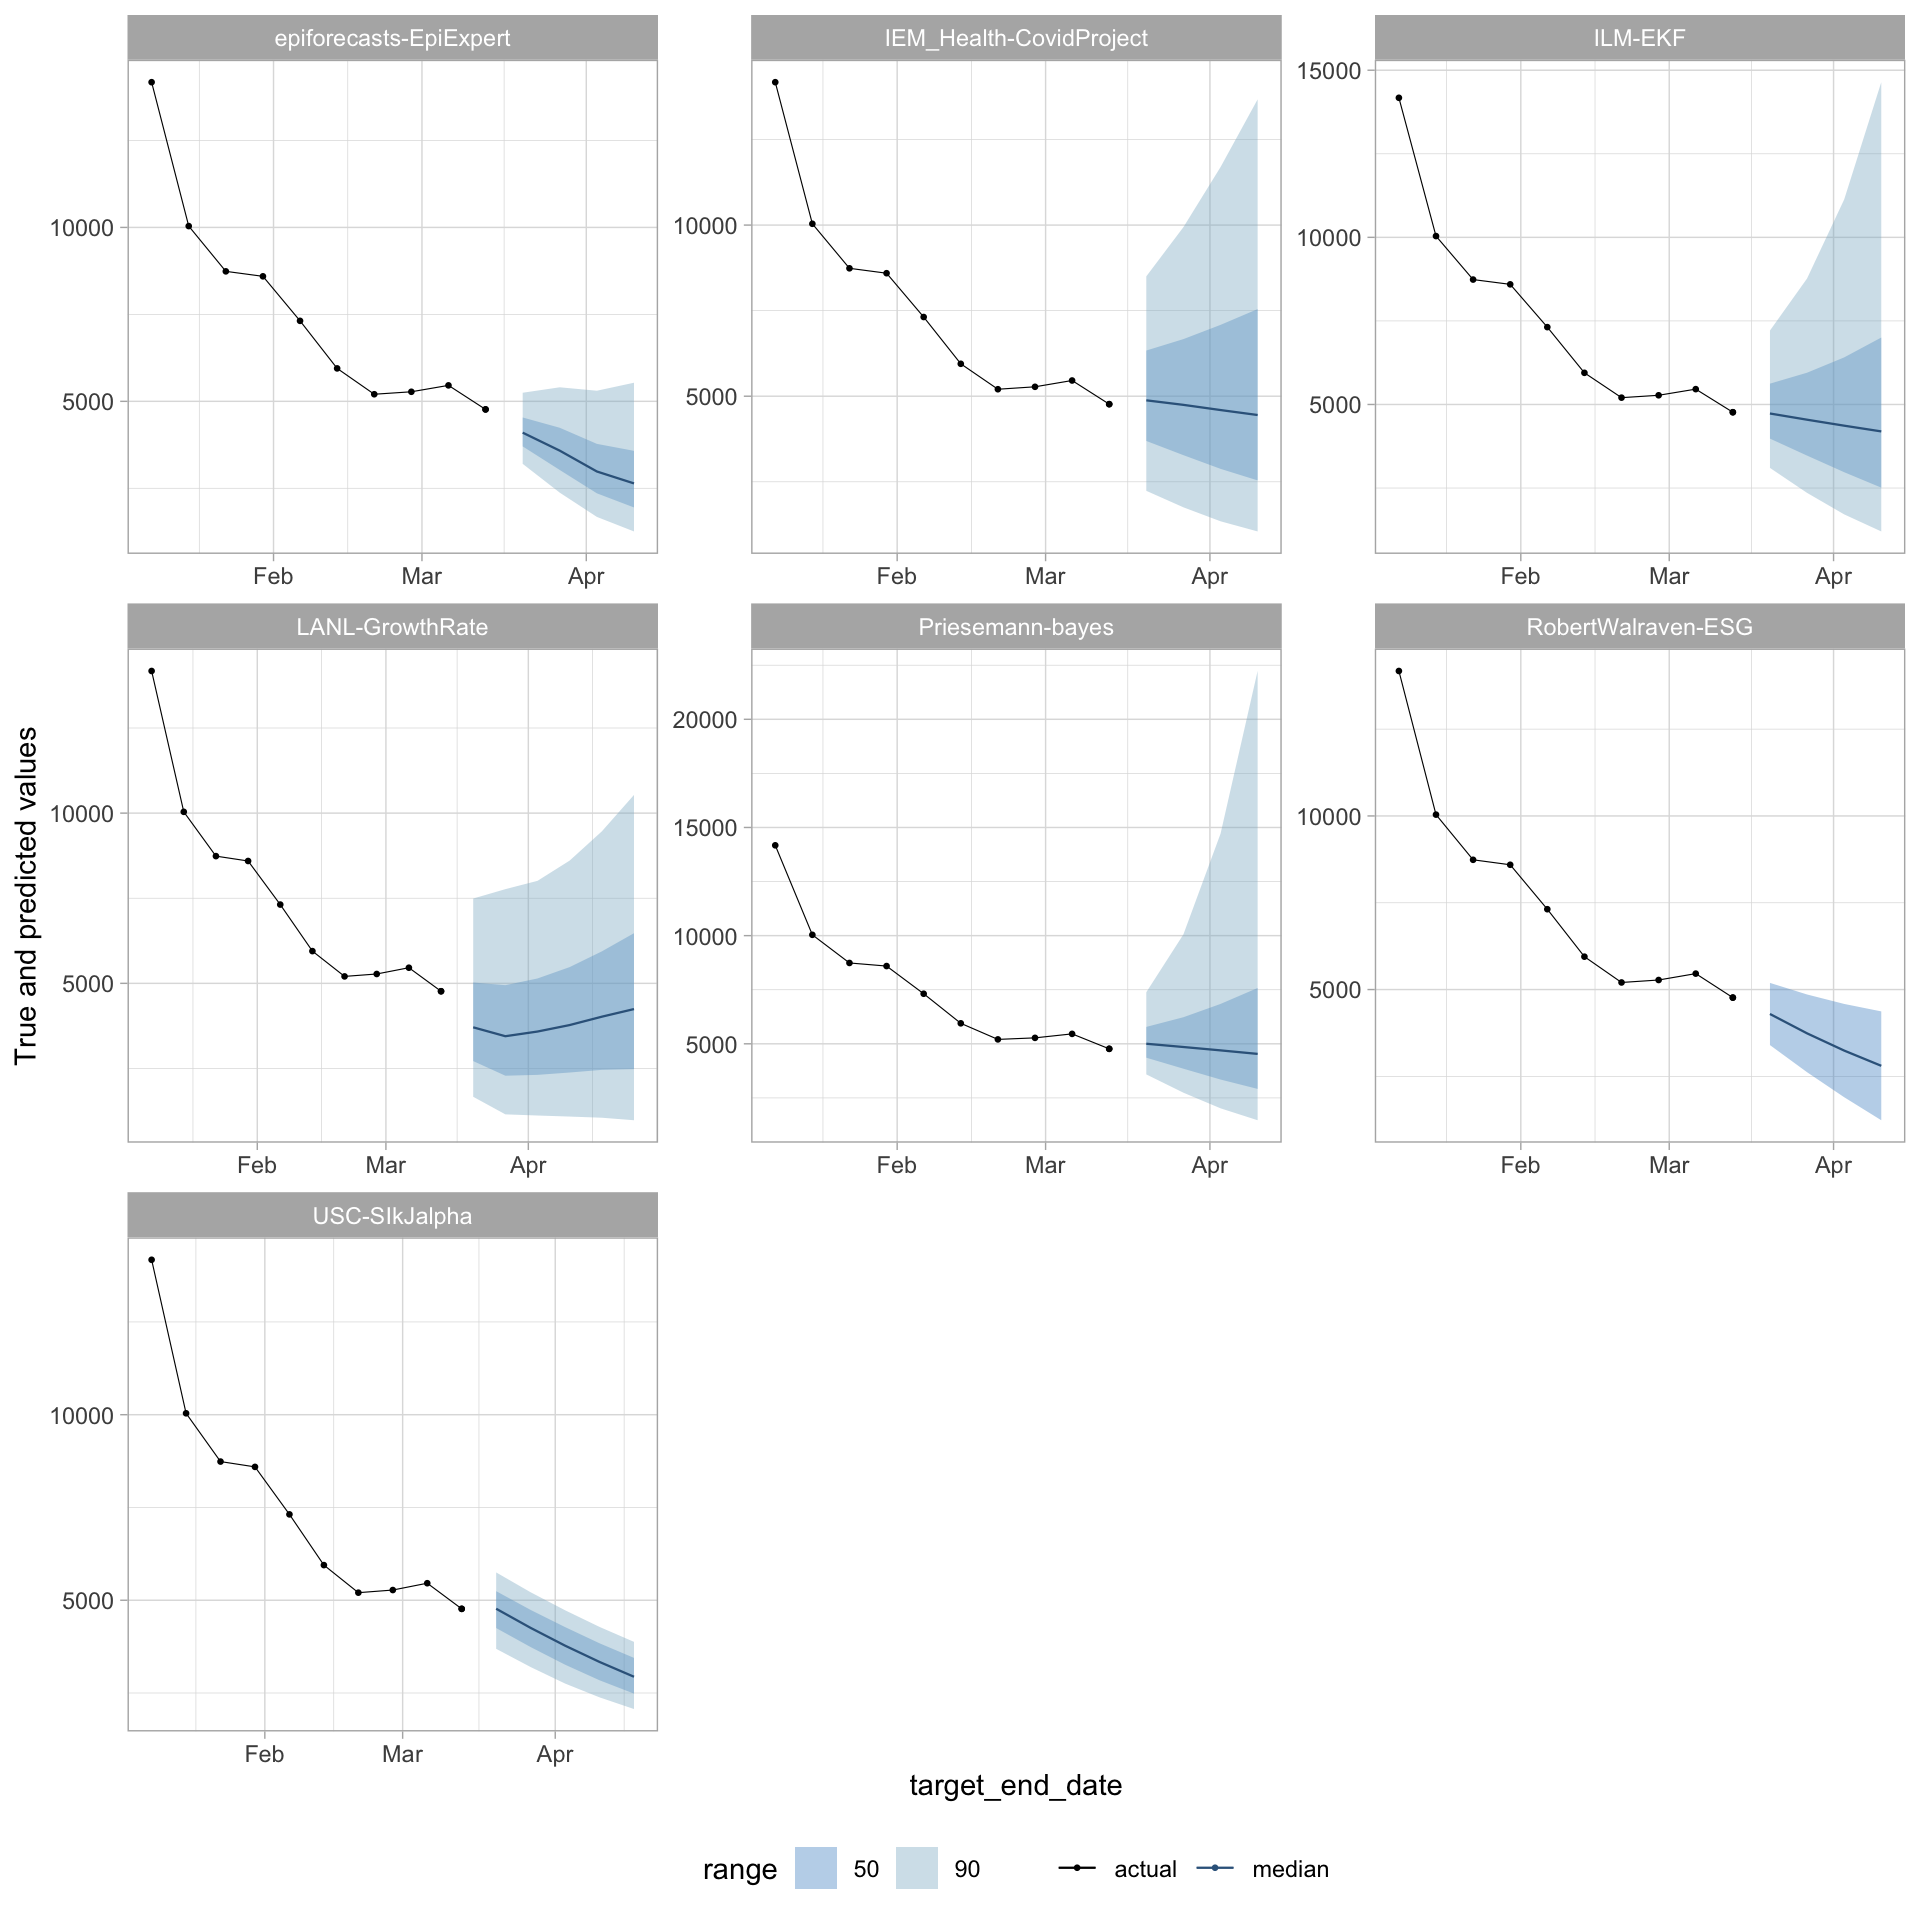 epiforecasts-EpiExpert
IEM_Health-CovidProject
ILM-EKF
10000
5000
Feb Mar Apr
10000
5000
Feb Mar Apr
15000
10000
5000
Feb Mar Apr
True and predicted values
LANL-GrowthRate
Priesemann-bayes
RobertWalraven-ESG
10000
5000
Feb Mar Apr
20000
15000
10000
5000
Feb Mar Apr
10000
5000
Feb Mar Apr
USC-SIkJalpha
10000
5000
Feb Mar Apr
target_end_date
range 50 90 actual median